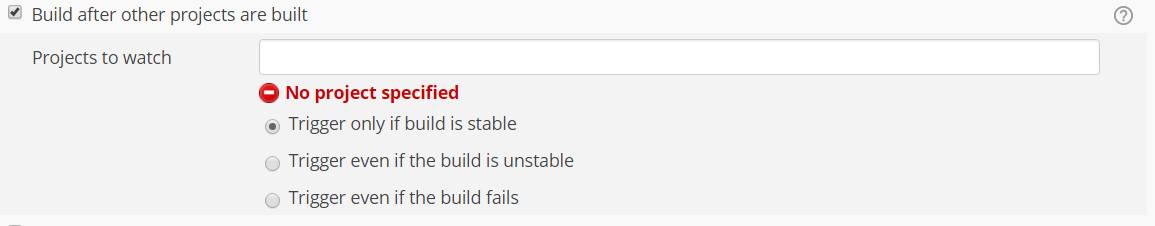 Build after other projects are built
Projects to watch
No project specified
Trigger only if build is stable
Trigger even if the build is unstable
Trigger even if the build fails